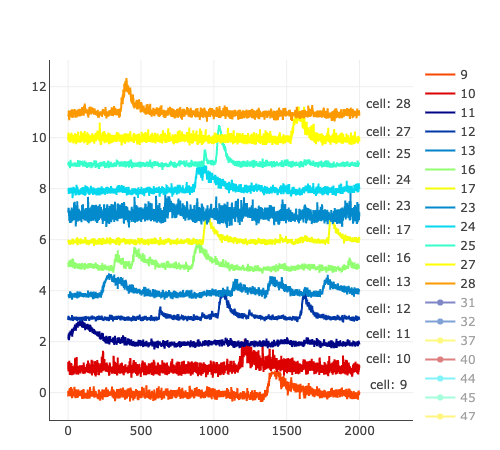 12
10
8
6
4
2
0
0
500
1000
1500
2000
cell: 28
cell: 27
cell: 25
cell: 24
cell: 23
cell: 17
cell: 16
cell: 13
cell: 12
cell: 11
cell: 10
cell: 9
9
10
11
12
13
16
17
23
24
25
27
28
31
32
37
40
44
45
47